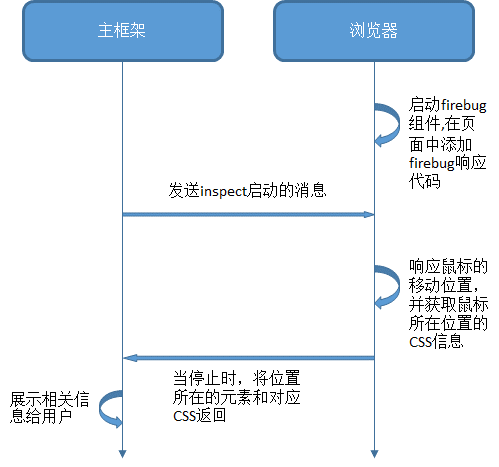 主框架
浏览器
启动firebug
组件,在页
面中添加
firebug响应
代码
发送inspect启动的消息
响应鼠标的
移动位置，
并获取鼠标
所在位置的
CSS信息
当停止时，将位置
所在的元素和对应
CSS返回
展示相关信
息给用户